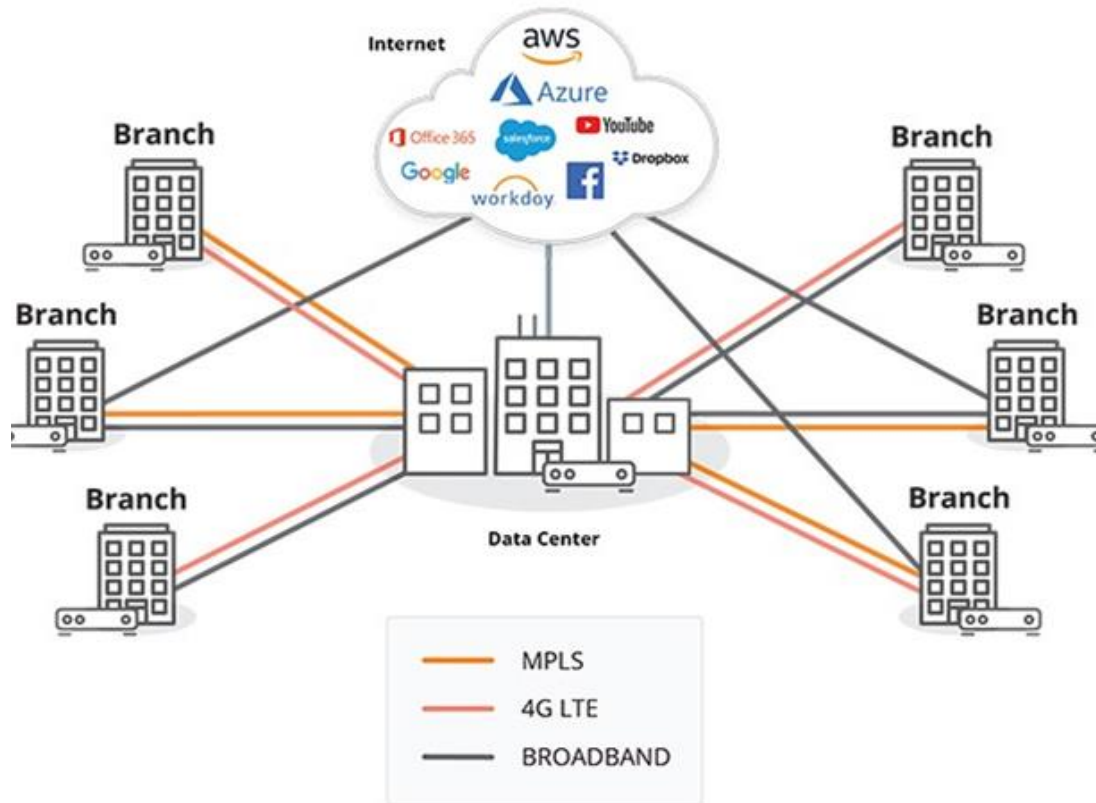 Internet
aws
Azure
Office 365
salesforce
YouTube
Google
Dropbox
workday
Branch
Branch
Branch
Branch
Branch
Branch
Data Center
MPLS
4G LTE
BROADBAND